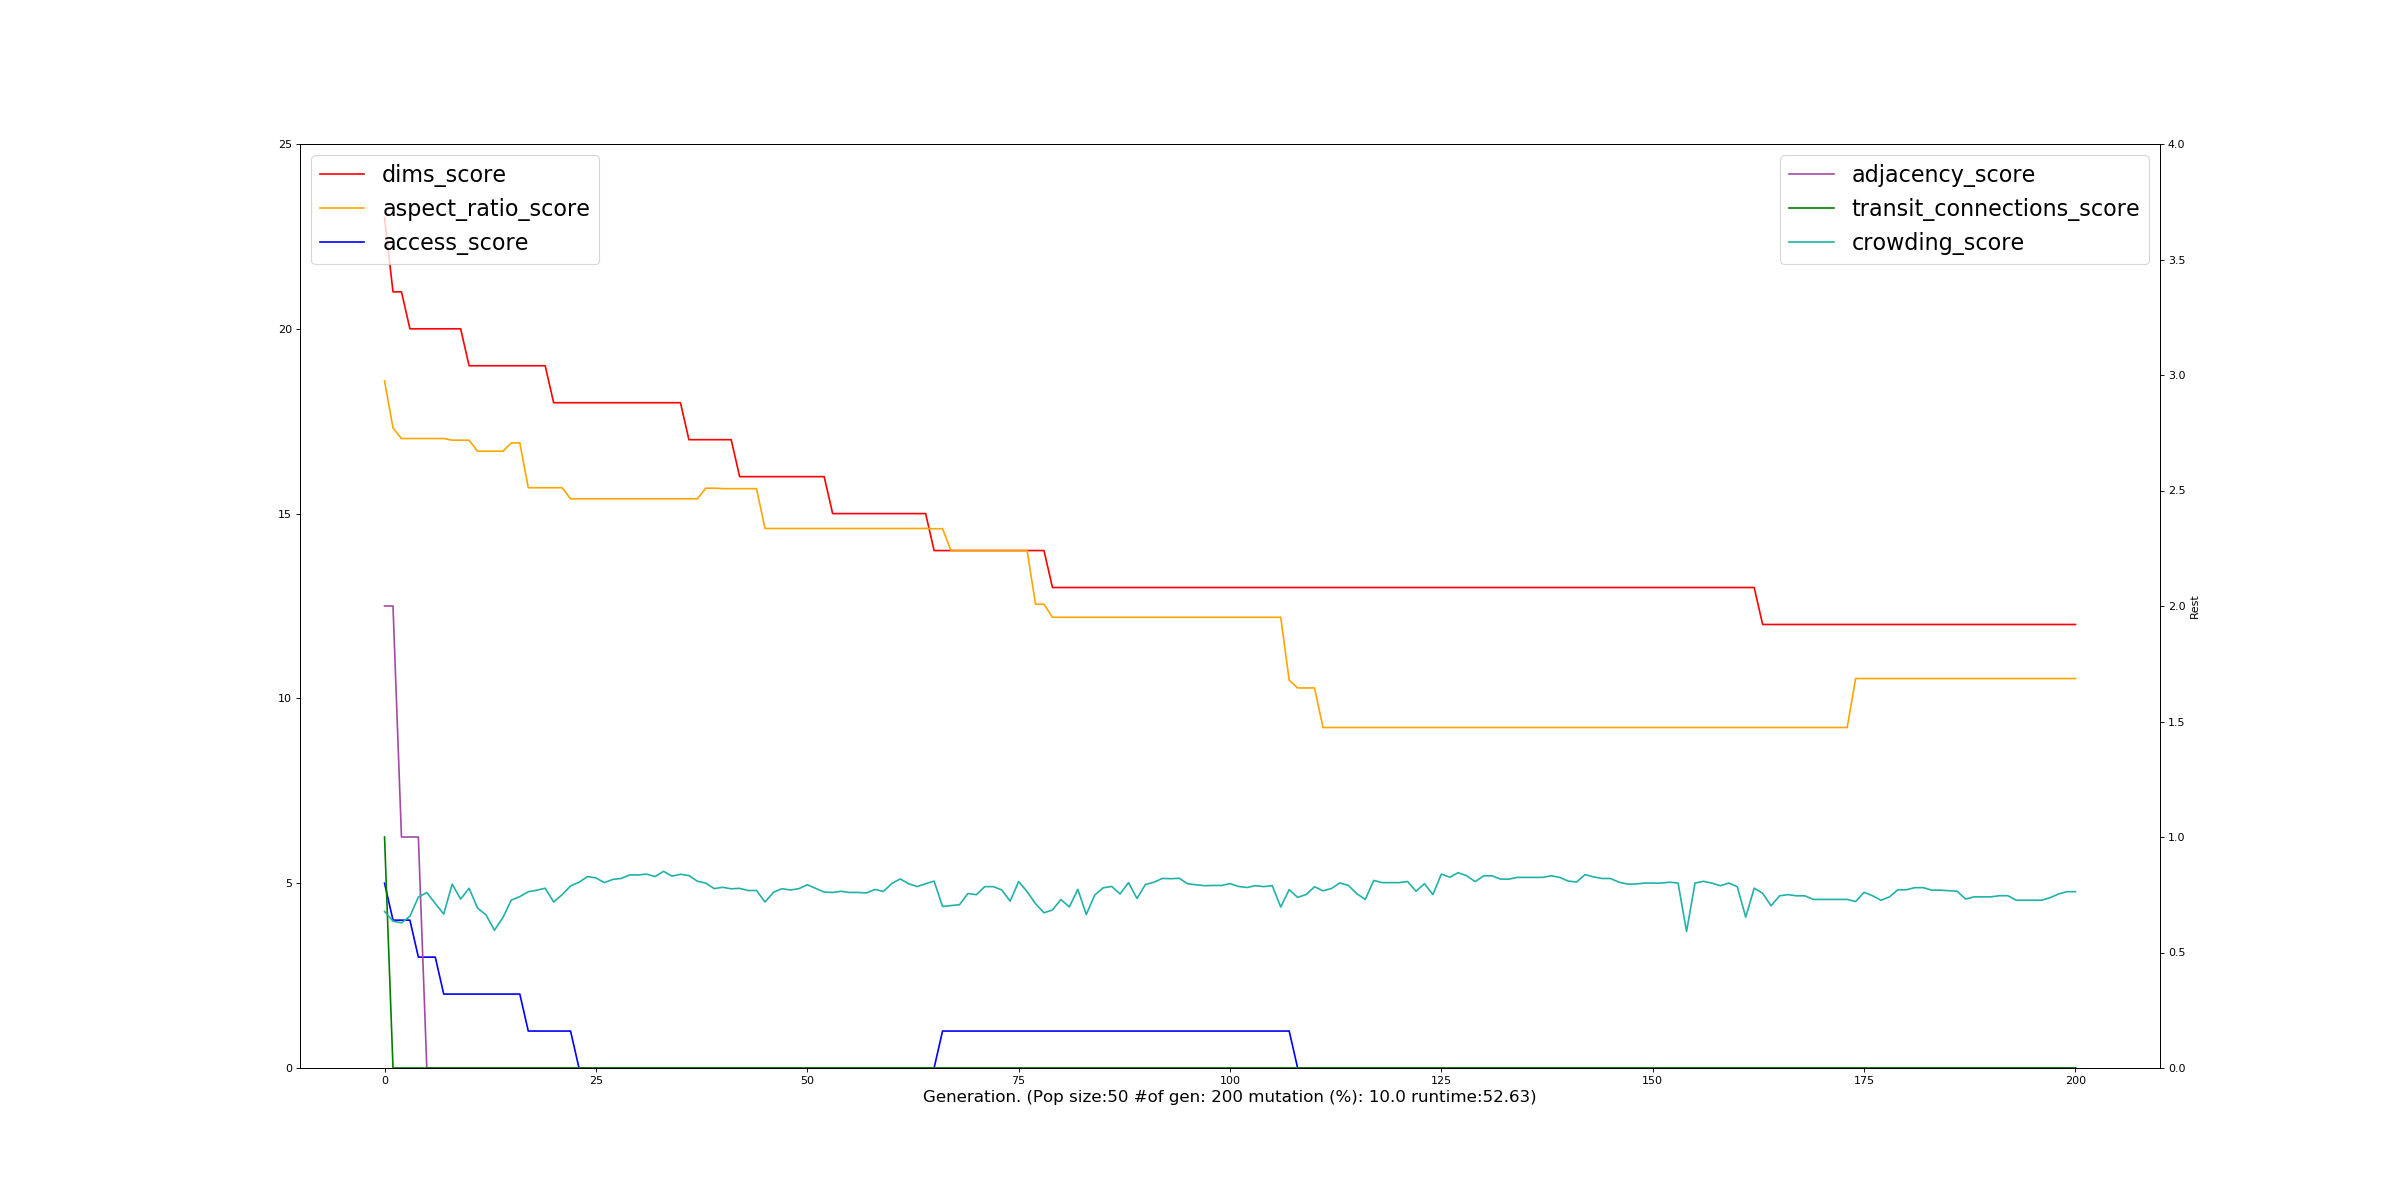 dims_score
aspect_ratio_score
access_score
adjacency_score
transit_connections_score
crowding_score
25
20
15
10
5
0
4.0
3.5
3.0
2.5
2.0
1.5
1.0
0.5
0.0
Rest
0 25 50 75 100 125 150 175 200
Generation. (Pop size:50 #of gen: 200 mutation (%): 10.0 runtime:52.63)